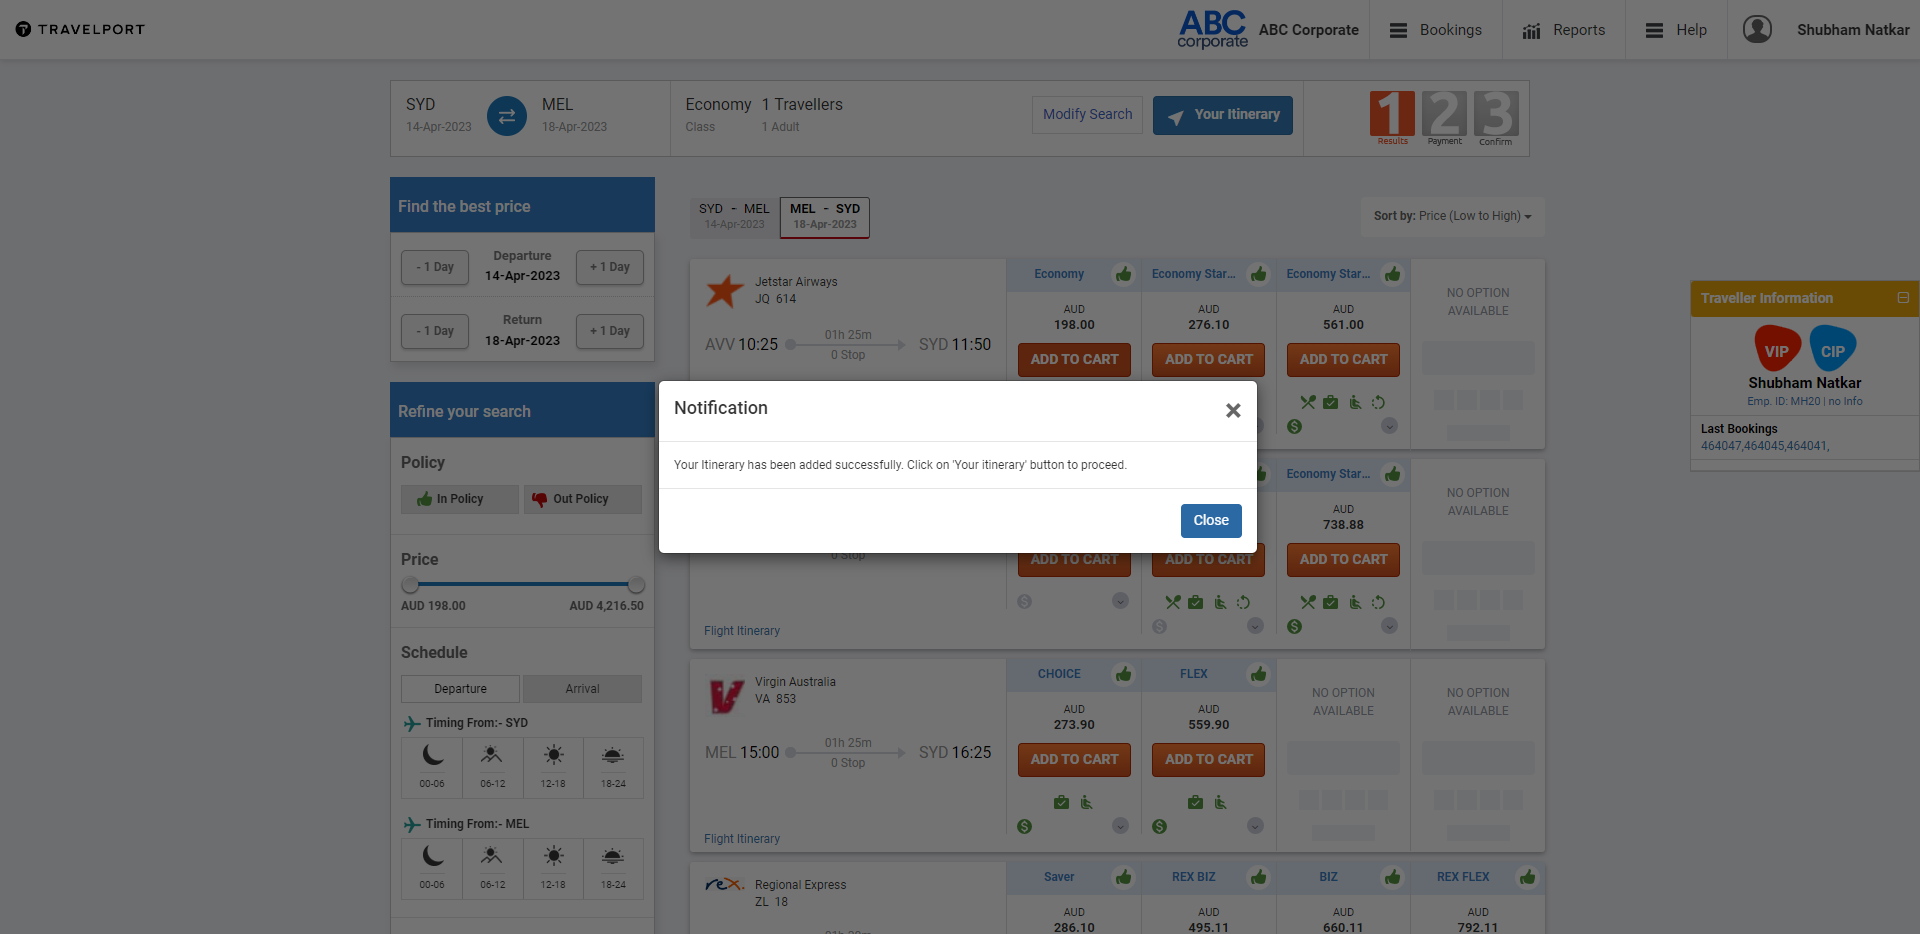 TRAVELPORT
ABC
corporate
ABC Corporate
Bookings
Reports
Help
Shubham Natkar
SYD
14-Apr-2023
MEL
18-Apr-2023
Economy
Class
1 Travellers
1 Adult
Modify Search
Your Itinerary
1 2 3
Results Payment Confirm
Find the best price
- 1 Day
Departure
14-Apr-2023
+ 1 Day
- 1 Day
Return
18-Apr-2023
+ 1 Day
Refine your search
Policy
In Policy
Out Policy
Price
AUD 198.00
AUD 4,216.50
Schedule
Departure
Arrival
Timing From:- SYD
00-06 06-12 12-18 18-24
Timing From:- MEL
00-06 06-12 12-18 18-24
SYD - MEL
14-Apr-2023
MEL - SYD
18-Apr-2023
Sort by: Price (Low to High)
Jetstar Airways
JQ 614
AVV 10:25
01h 25m
0 Stop
SYD 11:50
Economy
AUD
198.00
ADD TO CART
Economy Star...
AUD
276.10
ADD TO CART
Economy Star...
AUD
561.00
ADD TO CART
NO OPTION
AVAILABLE
Notification
Your Itinerary has been added successfully. Click on 'Your itinerary' button to proceed.
Close
0 Stop
Flight Itinerary
ADD TO CART
ADD TO CART
Economy Star...
AUD
738.88
ADD TO CART
NO OPTION
AVAILABLE
Virgin Australia
VA 853
MEL 15:00
01h 25m
0 Stop
SYD 16:25
Flight Itinerary
CHOICE
AUD
273.90
ADD TO CART
FLEX
AUD
559.90
ADD TO CART
NO OPTION
AVAILABLE
NO OPTION
AVAILABLE
rex.
Regional Express
ZL 18
Saver
AUD
286.10
REX BIZ
AUD
495.11
BIZ
AUD
660.11
REX FLEX
AUD
792.11
Traveller Information
VIP
CIP
Shubham Natkar
Emp. ID: MH20 | no Info
Last Bookings
464047,464045,464041,